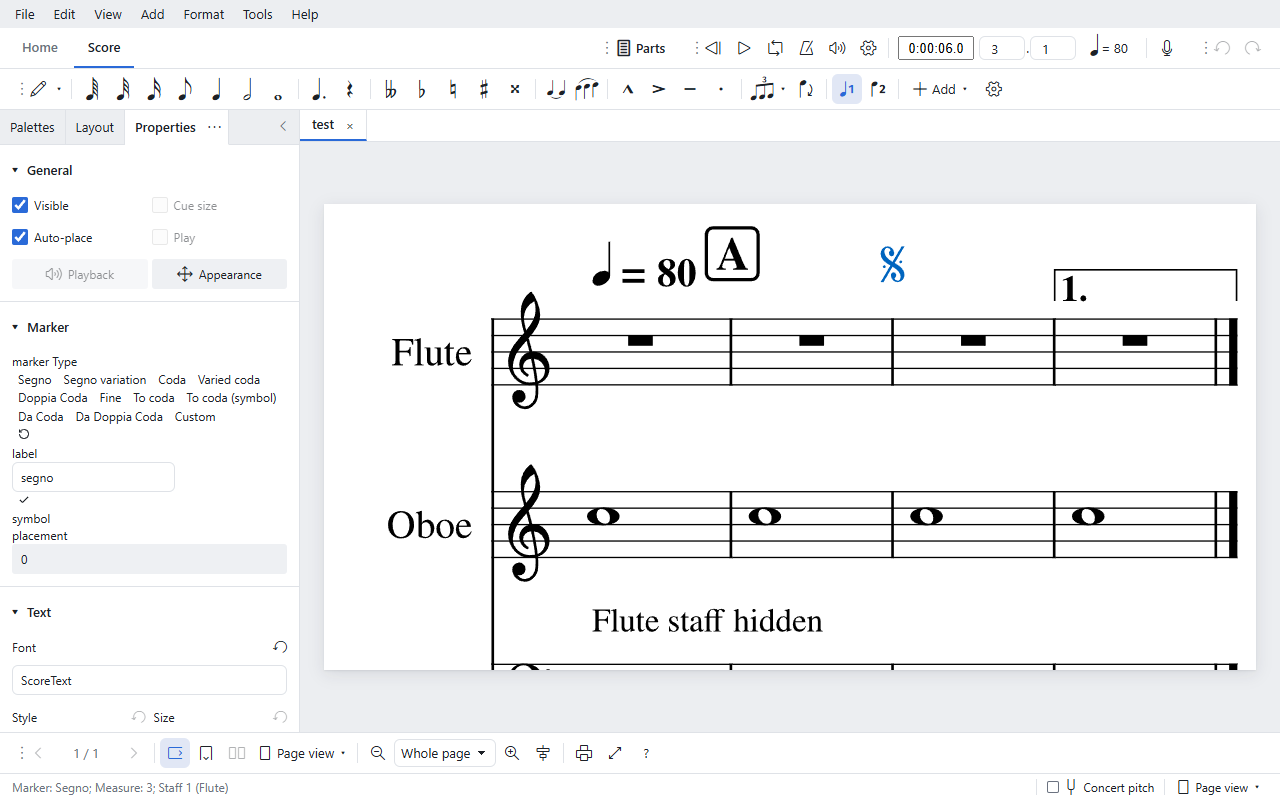 File Edit View Add Format Tools Help
Home Score Parts 0:00:06.0 3 . 1 = 80
3 1 2 Add
Palettes Layout Properties ··· test
General
Visible Cue size
Auto-place Play
Playback Appearance
Marker
marker Type
Segno Segno variation Coda Varied coda
Doppia Coda Fine To coda To coda (symbol)
Da Coda Da Doppia Coda Custom
label
segno
symbol
placement
0
Text
Font
ScoreText
Style Size
= 80 A
1.
Flute
Oboe
Flute staff hidden
1 / 1 Page view Whole page ?
Marker: Segno; Measure: 3; Staff 1 (Flute) Concert pitch Page view